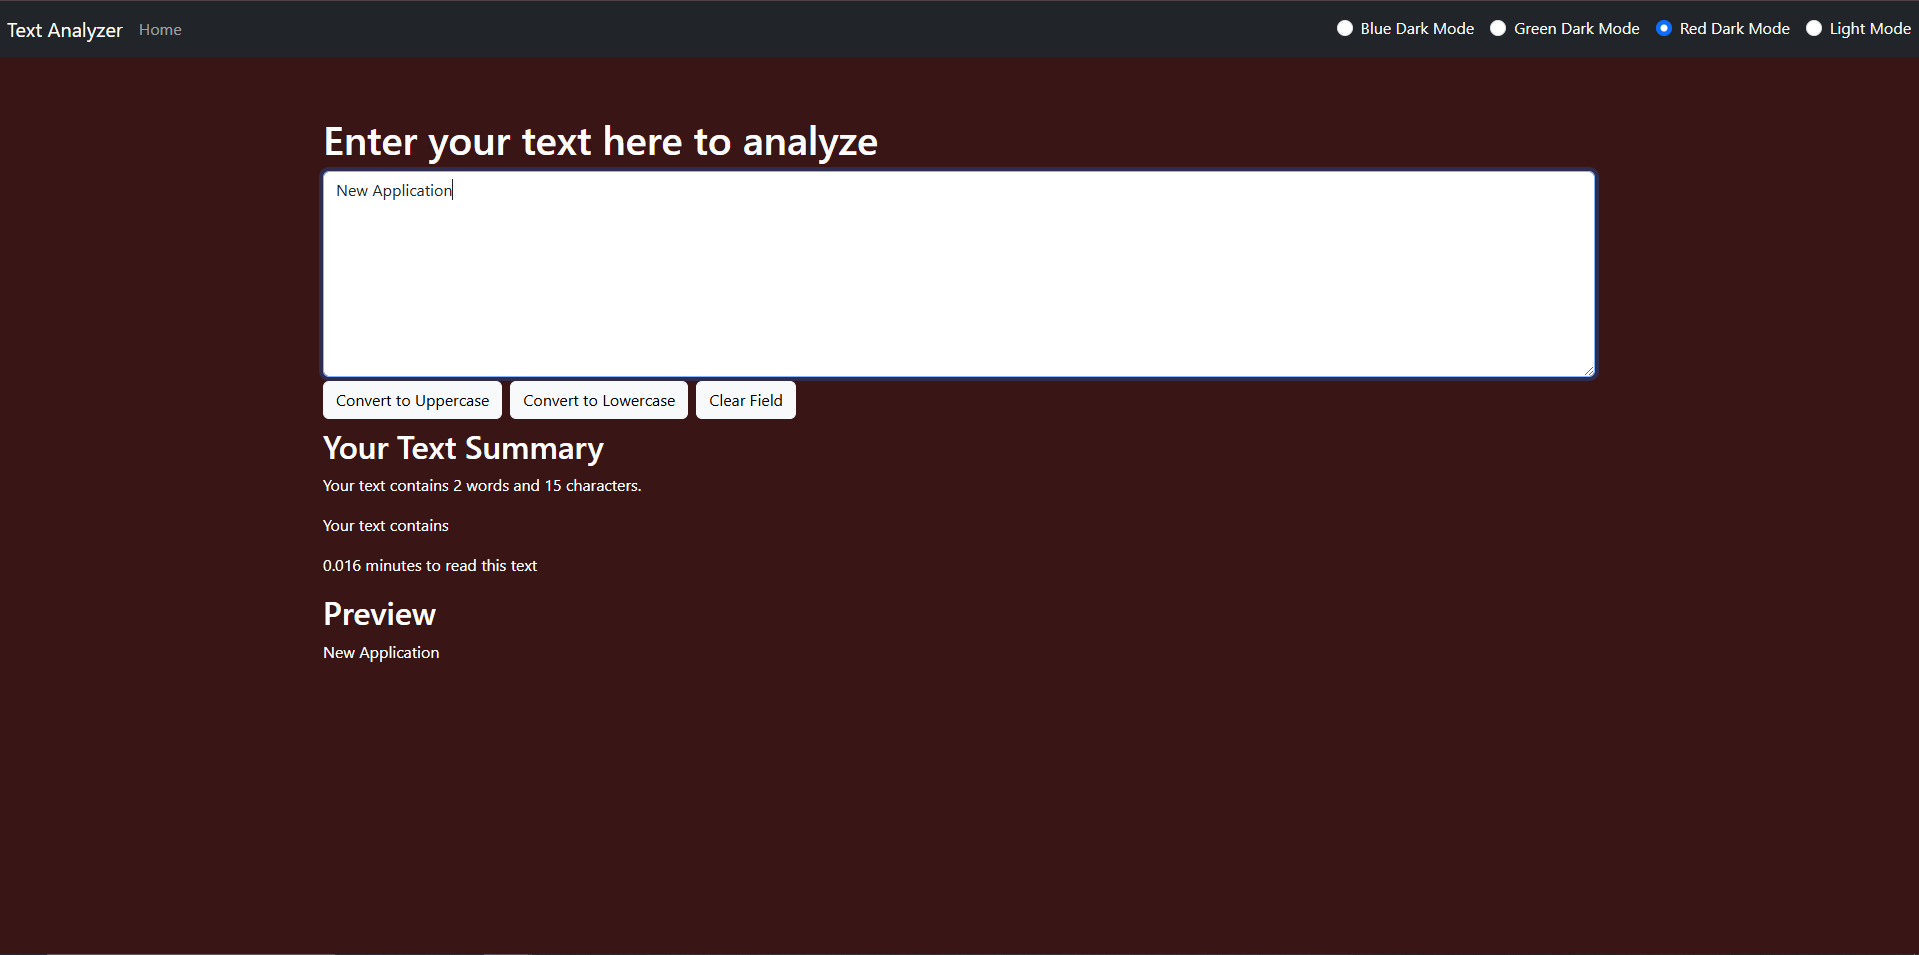 Text Analyzer Home Blue Dark Mode Green Dark Mode Red Dark Mode Light Mode
Enter your text here to analyze
New Application
Convert to Uppercase Convert to Lowercase Clear Field
Your Text Summary
Your text contains 2 words and 15 characters.
Your text contains
0.016 minutes to read this text
Preview
New Application